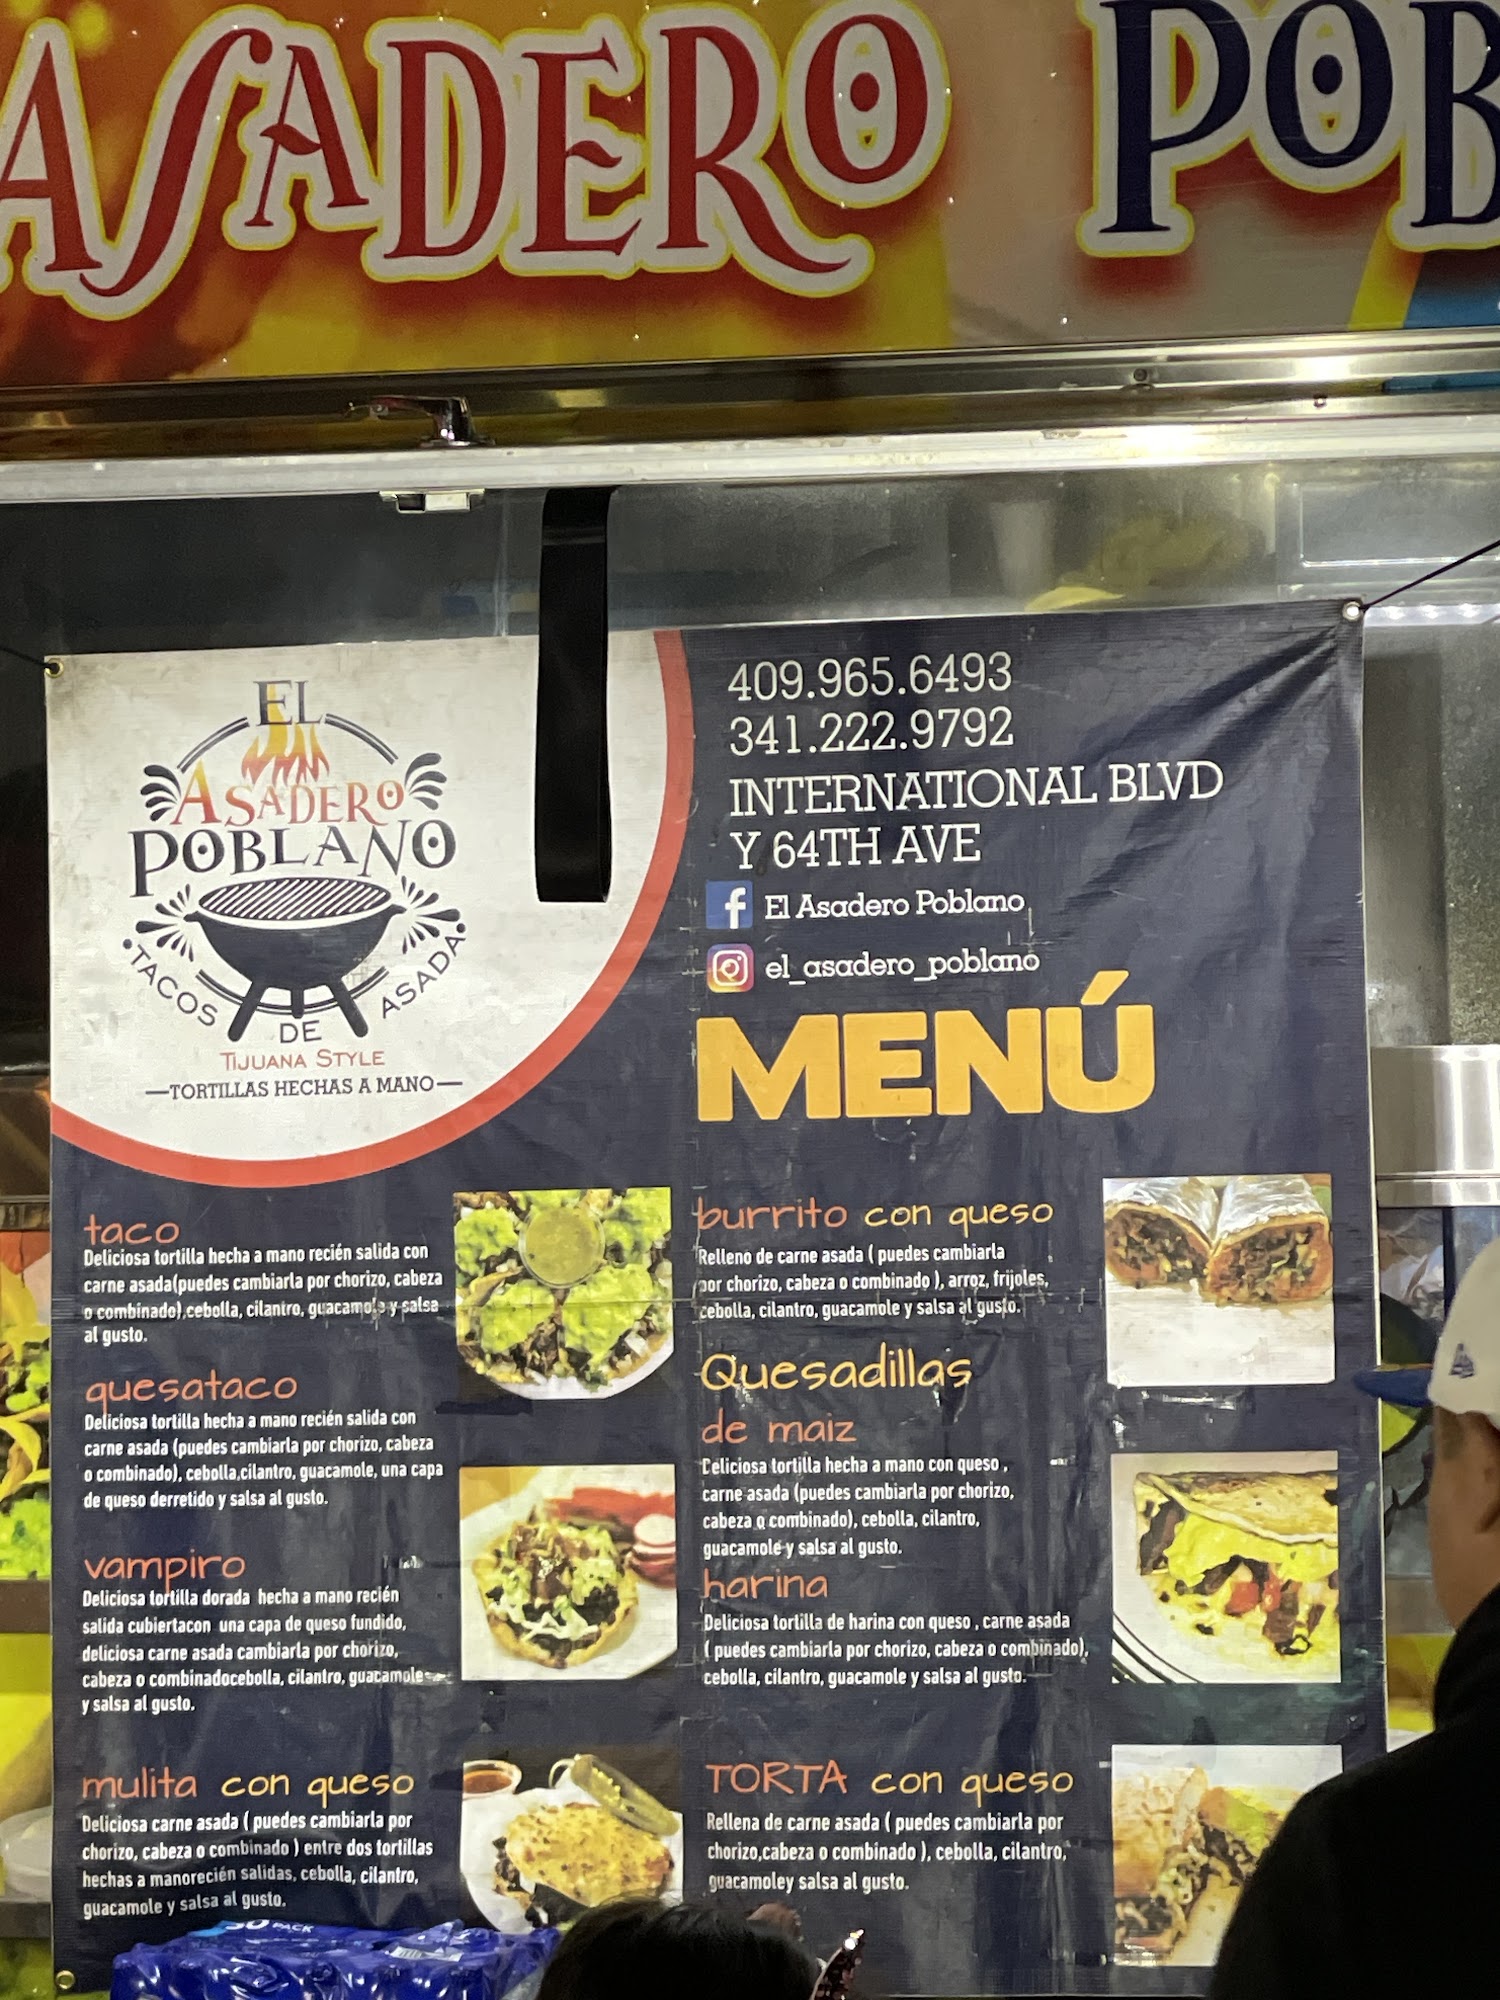 ASADERO POB
EL
ASADERO
POBLANO
TACOS DE ASADA
TIJUANA STYLE
—TORTILLAS HECHAS A MANO—
409.965.6493
341.222.9792
INTERNATIONAL BLVD
Y 64TH AVE
El Asadero Poblano
el_asadero_poblano
MENÚ
taco
Deliciosa tortilla hecha a mano recién salida con
carne asada(puedes cambiarla por chorizo, cabeza
o combinado),cebolla, cilantro, guacamole y salsa
al gusto.
quesataco
Deliciosa tortilla hecha a mano recién salida con
carne asada (puedes cambiarla por chorizo, cabeza
o combinado), cebolla,cilantro, guacamole, una capa
de queso derretido y salsa al gusto.
vampiro
Deliciosa tortilla dorada hecha a mano recién
salida cubiertacon una capa de queso fundido,
deliciosa carne asada cambiarla por chorizo,
cabeza o combinadocebolla, cilantro, guacamole
y salsa al gusto.
mulita con queso
Deliciosa carne asada ( puedes cambiarla por
chorizo, cabeza o combinado ) entre dos tortillas
hechas a manorecién salidas, cebolla, cilantro,
guacamole y salsa al gusto.
burrito con queso
Relleno de carne asada ( puedes cambiarla
por chorizo, cabeza o combinado ), arroz, frijoles,
cebolla, cilantro, guacamole y salsa al gusto.
Quesadillas
de maiz
Deliciosa tortilla hecha a mano con queso ,
carne asada (puedes cambiarla por chorizo,
cabeza o combinado), cebolla, cilantro,
guacamole y salsa al gusto.
harina
Deliciosa tortilla de harina con queso , carne asada
( puedes cambiarla por chorizo, cabeza o combinado),
cebolla, cilantro, guacamole y salsa al gusto.
TORTA con queso
Rellena de carne asada ( puedes cambiarla por
chorizo,cabeza o combinado ), cebolla, cilantro,
guacamoley salsa al gusto.
PACK